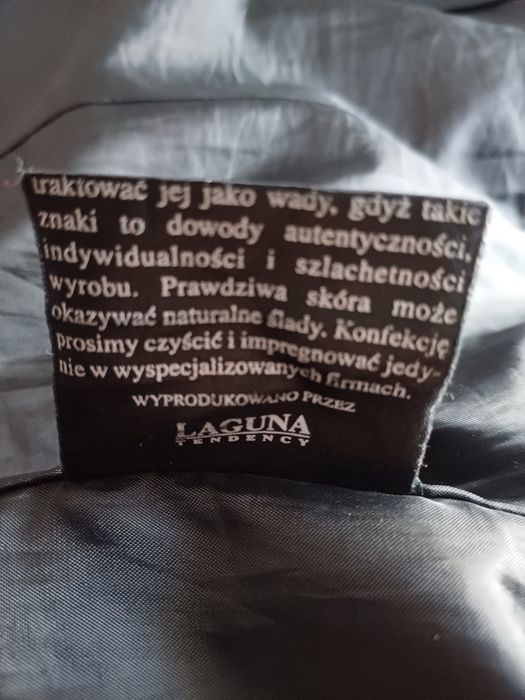 traktować jej jako wady, gdyż takie
znaki to dowody autentyczności,
indywidualności i szlachetności
wyrobu. Prawdziwa skóra może
okazywać naturalne ślady. Konfekcję
prosimy czyścić i impregnować jedy-
nie w wyspecjalizowanych firmach.
WYPRODUKOWANO PRZEZ
LAGUNA
TENDENCY